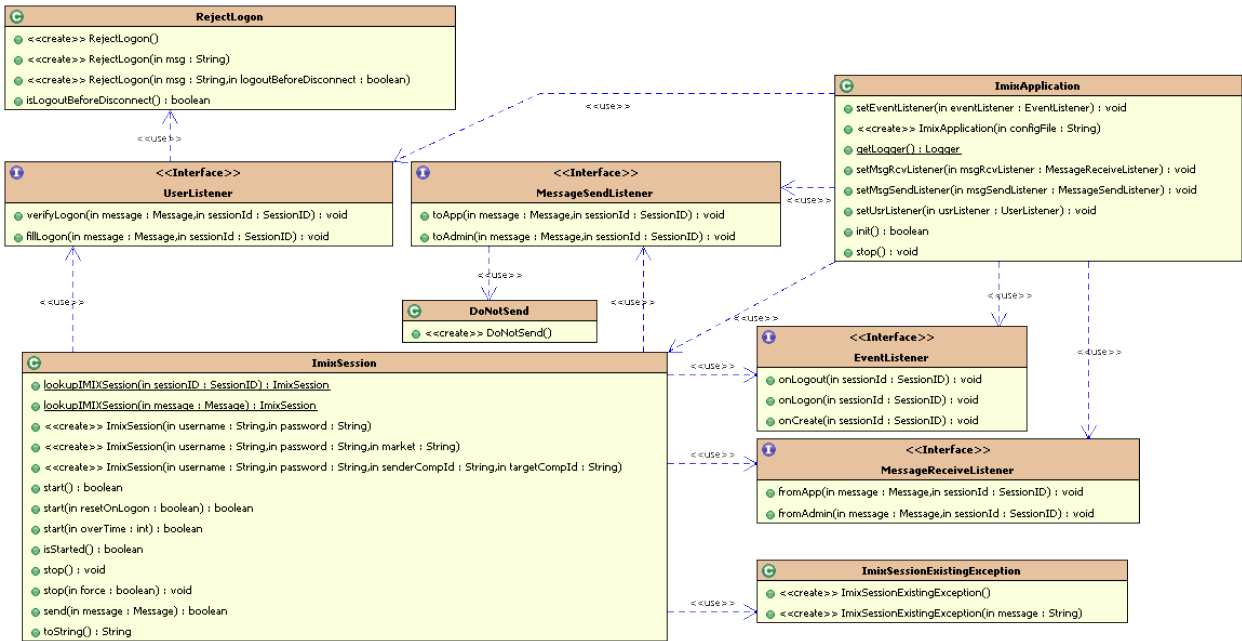 RejectLogon
<<create>> RejectLogon()
<<create>> RejectLogon(in msg : String)
<<create>> RejectLogon(in msg : String,in logoutBeforeDisconnect : boolean)
isLogoutBeforeDisconnect() : boolean
<<use>>
<<use>>
ImixApplication
setEventListener(in eventListener : EventListener) : void
<<create>> ImixApplication(in configFile : String)
getLogger() : Logger
setMsgRcvListener(in msgRcvListener : MessageReceiveListener) : void
setMsgSendListener(in msgSendListener : MessageSendListener) : void
setUsrListener(in usrListener : UserListener) : void
init() : boolean
stop() : void
<<Interface>>
UserListener
verifyLogon(in message : Message,in sessionId : SessionID) : void
fillLogon(in message : Message,in sessionId : SessionID) : void
<<Interface>>
MessageSendListener
toApp(in message : Message,in sessionId : SessionID) : void
toAdmin(in message : Message,in sessionId : SessionID) : void
<<use>>
<<use>>
<<use>>
<<use>>
<<use>>
<<use>>
<<use>>
DoNotSend
<<create>> DoNotSend()
ImixSession
lookupIMIXSession(in sessionID : SessionID) : ImixSession
lookupIMIXSession(in message : Message) : ImixSession
<<create>> ImixSession(in username : String,in password : String)
<<create>> ImixSession(in username : String,in password : String,in market : String)
<<create>> ImixSession(in username : String,in password : String,in senderCompId : String,in targetCompId : String)
start() : boolean
start(in resetOnLogon : boolean) : boolean
start(in overTime : int) : boolean
isStarted() : boolean
stop() : void
stop(in force : boolean) : void
send(in message : Message) : boolean
toString() : String
<<use>>
<<Interface>>
EventListener
onLogout(in sessionId : SessionID) : void
onLogon(in sessionId : SessionID) : void
onCreate(in sessionId : SessionID) : void
<<use>>
<<Interface>>
MessageReceiveListener
fromApp(in message : Message,in sessionId : SessionID) : void
fromAdmin(in message : Message,in sessionId : SessionID) : void
<<use>>
ImixSessionExistingException
<<create>> ImixSessionExistingException()
<<create>> ImixSessionExistingException(in message : String)